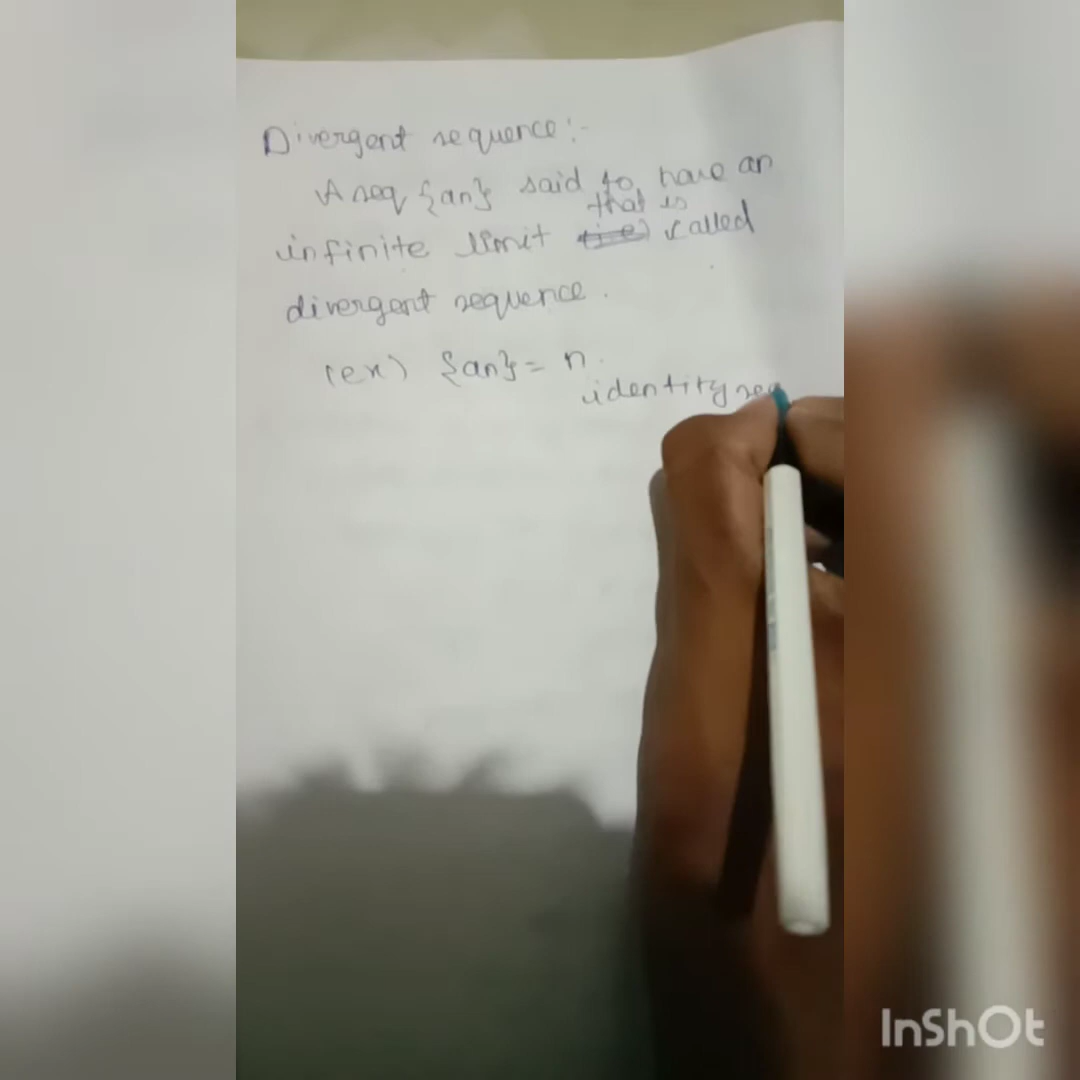 Divergent sequence:-
A seq {an} said to have an
that is
infinite limit called
divergent sequence.
(ex) {an} = n.
identity seq
InShOt